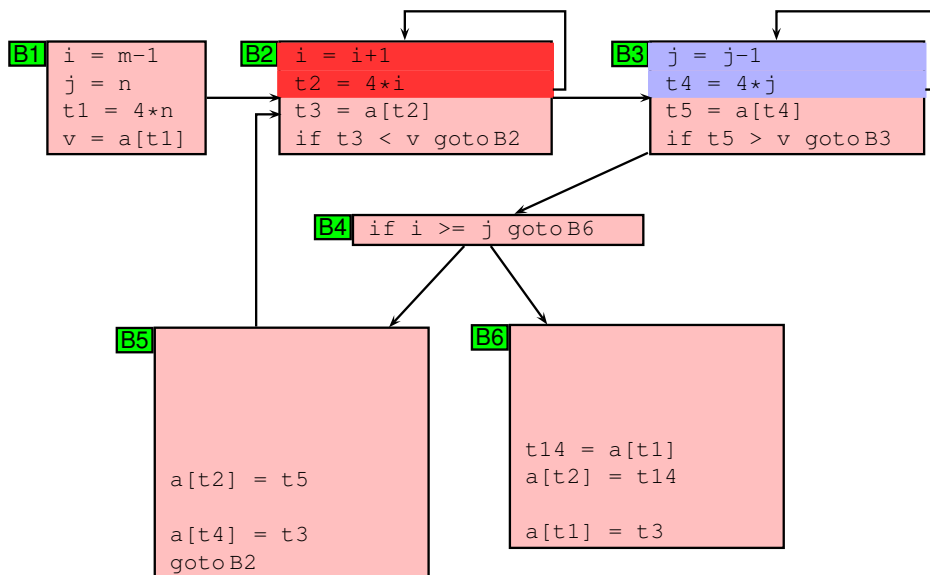 B1
i = m-1
j = n
t1 = 4*n
v = a[t1]
B2
i = i+1
t2 = 4*i
t3 = a[t2]
if t3 < v goto B2
B3
j = j-1
t4 = 4*j
t5 = a[t4]
if t5 > v goto B3
B4
if i >= j goto B6
B5
a[t2] = t5
a[t4] = t3
goto B2
B6
t14 = a[t1]
a[t2] = t14
a[t1] = t3